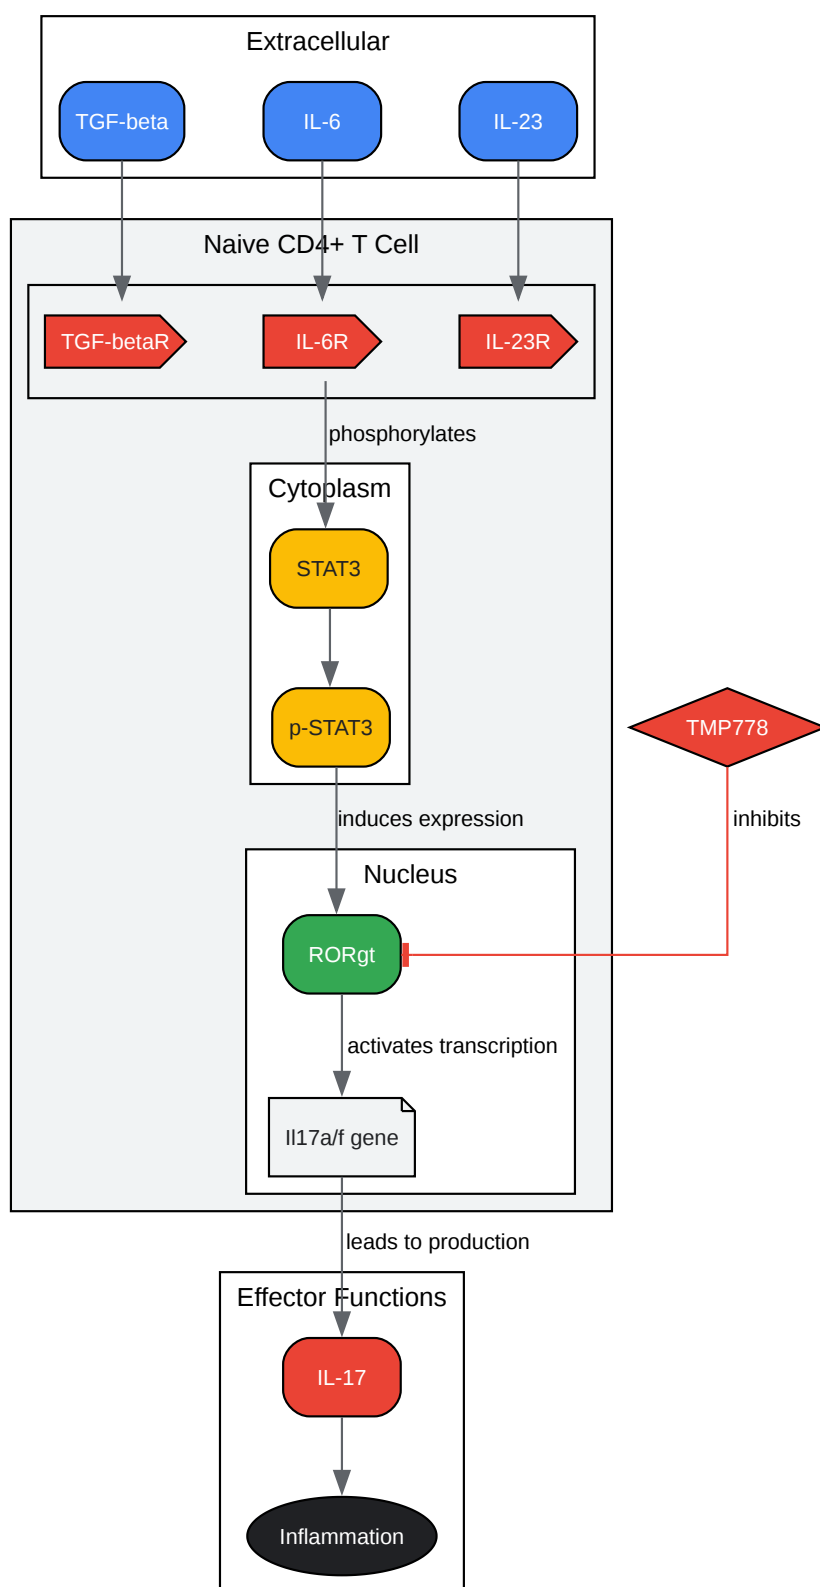 Extracellular
TGF-beta
IL-6
IL-23
Naive CD4+ T Cell
TGF-betaR
IL-6R
IL-23R
phosphorylates
Cytoplasm
STAT3
p-STAT3
TMP778
induces expression
inhibits
Nucleus
RORgt
activates transcription
Il17a/f gene
leads to production
Effector Functions
IL-17
Inflammation